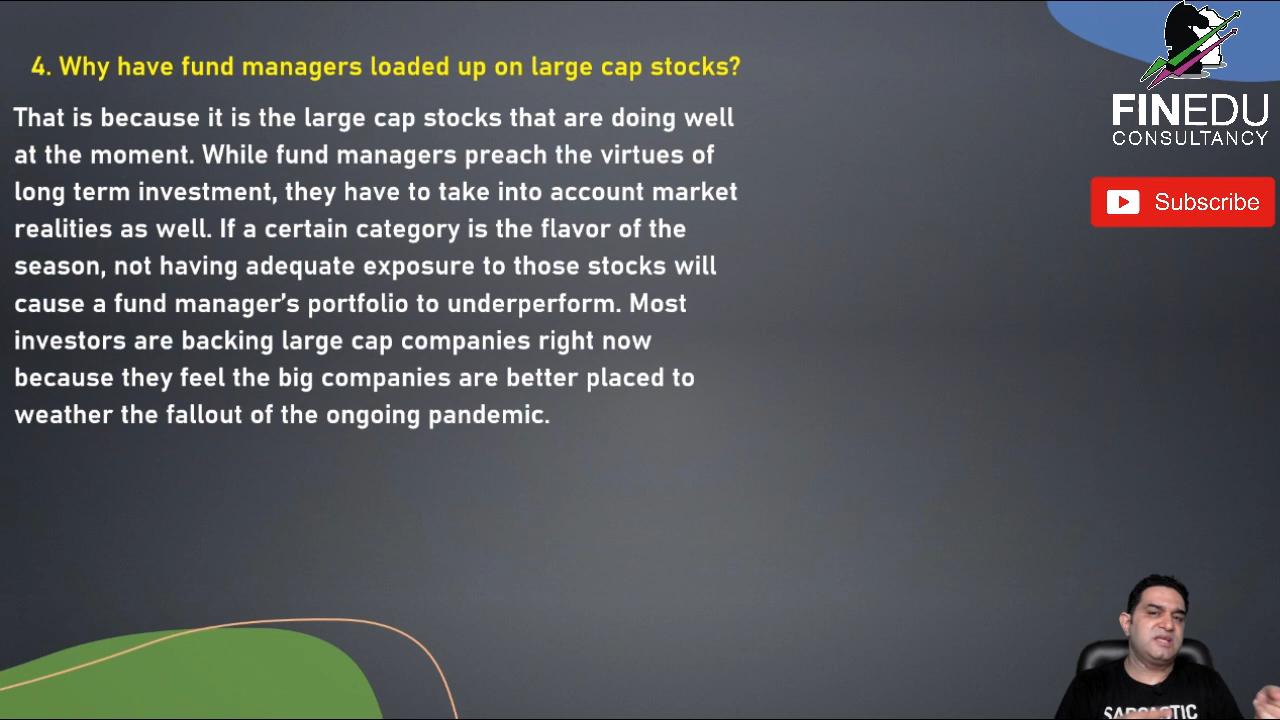 4. Why have fund managers loaded up on large cap stocks?
That is because it is the large cap stocks that are doing well
at the moment. While fund managers preach the virtues of
long term investment, they have to take into account market
realities as well. If a certain category is the flavor of the
season, not having adequate exposure to those stocks will
cause a fund manager’s portfolio to underperform. Most
investors are backing large cap companies right now
because they feel the big companies are better placed to
weather the fallout of the ongoing pandemic.
FINEDU
CONSULTANCY
Subscribe
SARCASTIC